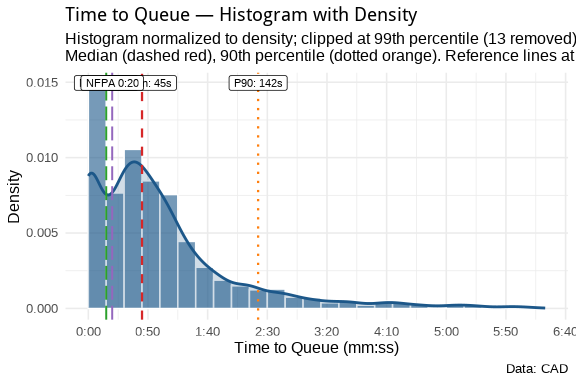 Time to Queue — Histogram with Density
Histogram normalized to density; clipped at 99th percentile (13 removed)
Median (dashed red), 90th percentile (dotted orange). Reference lines at
NFPA 0:20
n: 45s
P90: 142s
0.015
0.010
0.005
0.000
Density
0:00 0:50 1:40 2:30 3:20 4:10 5:00 5:50 6:40
Time to Queue (mm:ss)
Data: CAD